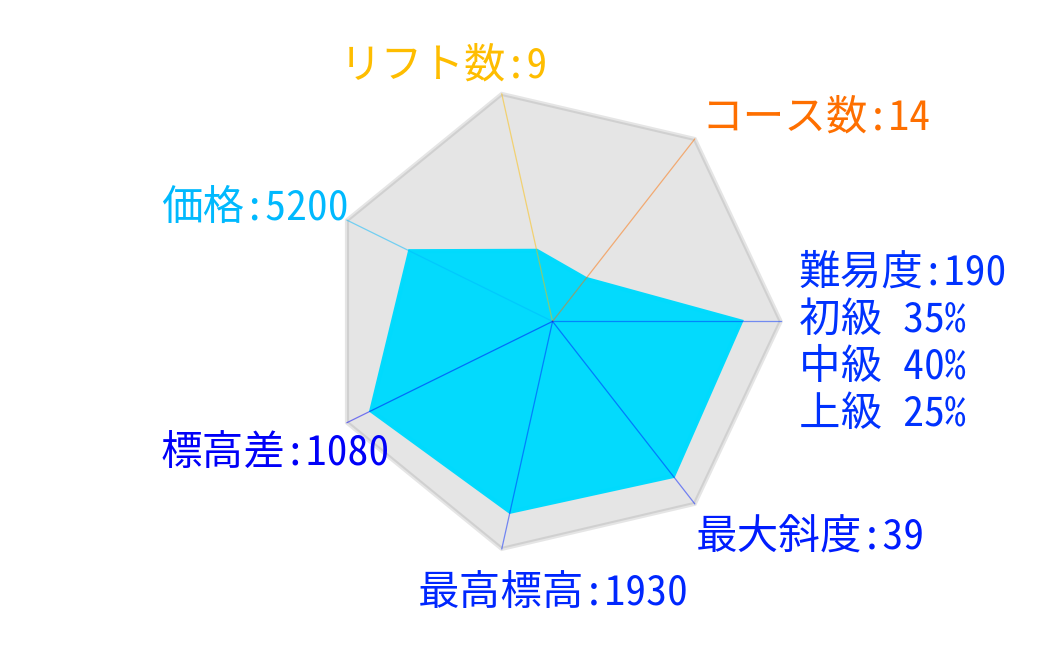 リフト数:9
コース数:14
価格:5200
難易度:190
初級 35%
中級 40%
上級 25%
標高差:1080
最大斜度:39
最高標高:1930